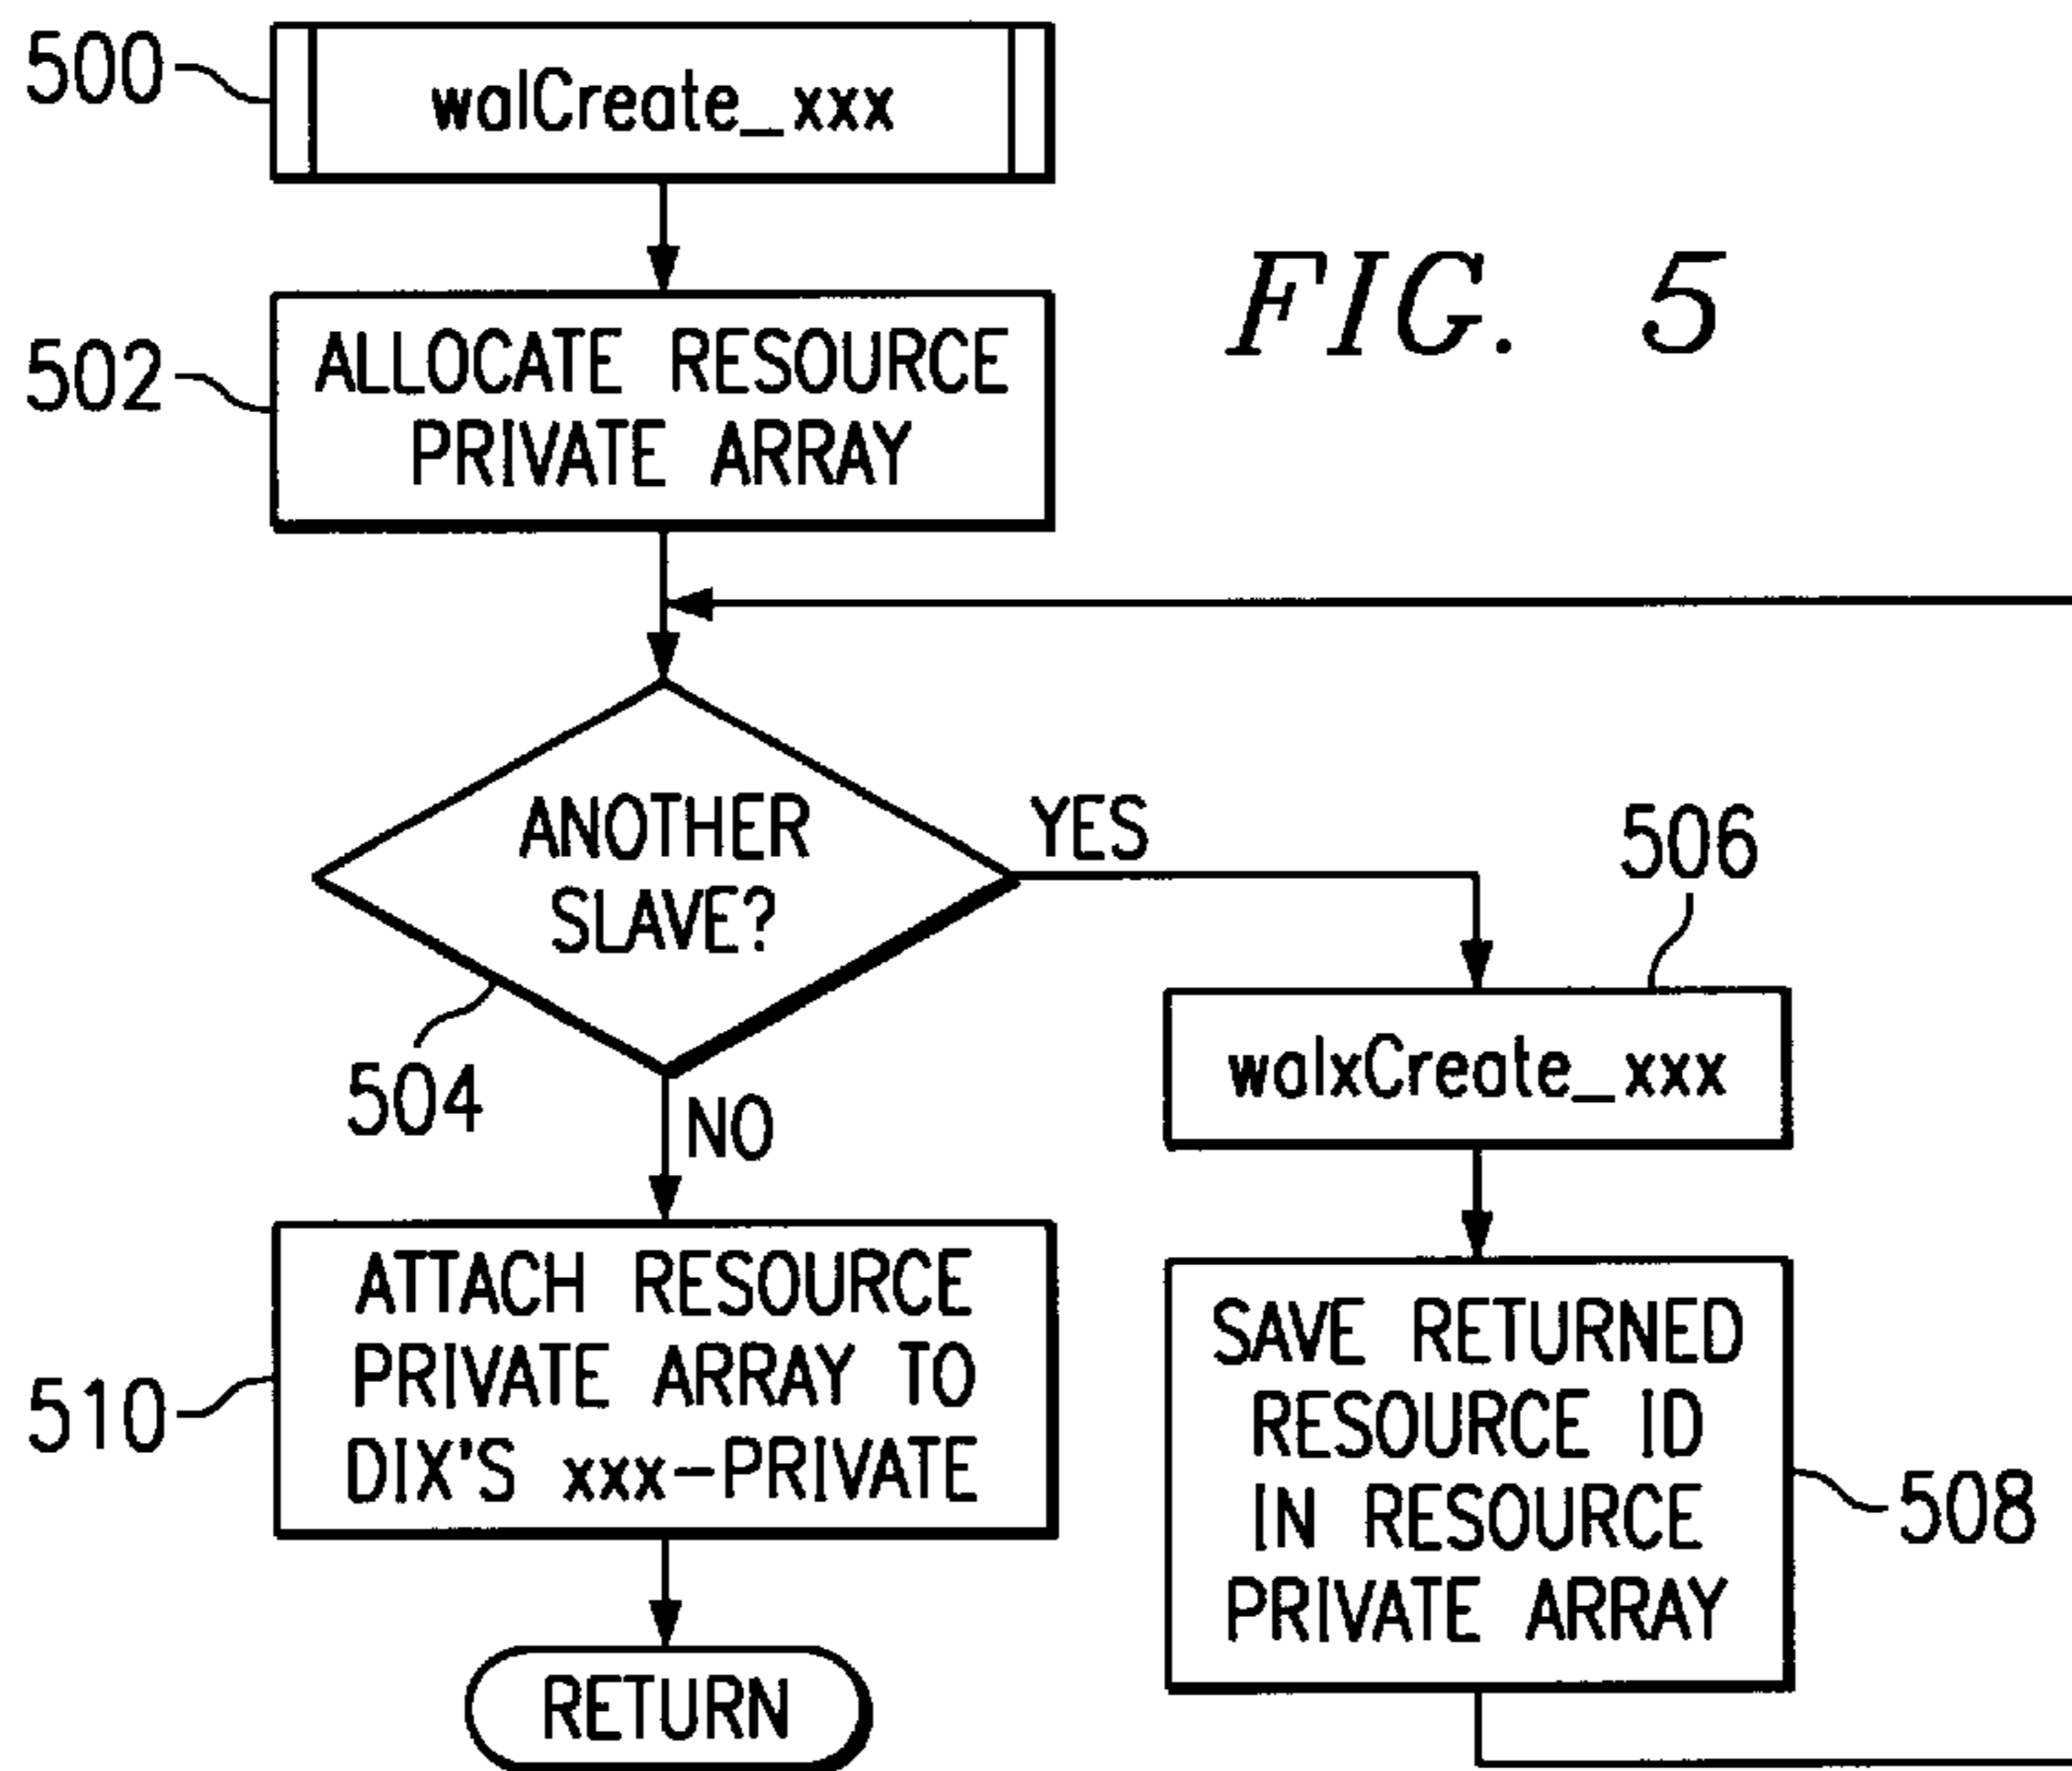 500
walCreate_xxx
FIG. 5
502
ALLOCATE RESOURCE
PRIVATE ARRAY
ANOTHER
SLAVE?
YES
504
NO
506
walxCreate_xxx
SAVE RETURNED
RESOURCE ID
IN RESOURCE
PRIVATE ARRAY
508
510
ATTACH RESOURCE
PRIVATE ARRAY TO
DIX'S xxx-PRIVATE
RETURN